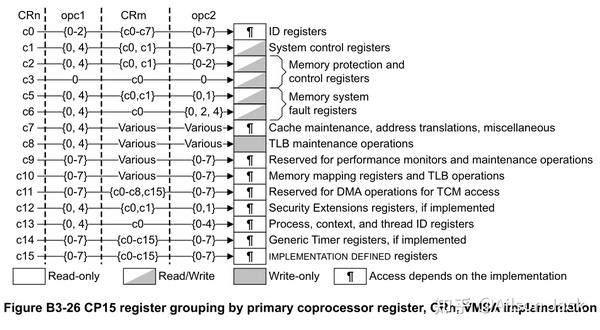 CRn opc1 CRm opc2
c0 {0-2} {c0-c7} {0-7} ¶ ID registers
c1 {0, 4} {c0, c1} {0-7} System control registers
c2 {0, 4} {c0, c1} {0-2} Memory protection and
c3 0 c0 0 control registers
c5 {0, 4} {c0,c1} {0,1} Memory system
c6 {0, 4} c0 {0, 2, 4} fault registers
c7 {0, 4} Various Various ¶ Cache maintenance, address translations, miscellaneous
c8 {0, 4} Various Various TLB maintenance operations
c9 {0-7} Various {0-7} ¶ Reserved for performance monitors and maintenance operations
c10 {0-7} Various {0-7} ¶ Memory mapping registers and TLB operations
c11 {0-7} {c0-c8,c15} {0-7} ¶ Reserved for DMA operations for TCM access
c12 {0, 4} {c0,c1} {0,1} ¶ Security Extensions registers, if implemented
c13 {0, 4} c0 {0-4} ¶ Process, context, and thread ID registers
c14 {0-7} {c0-c15} {0-7} ¶ Generic Timer registers, if implemented
c15 {0-7} {c0-c15} {0-7} ¶ IMPLEMENTATION DEFINED registers
Read-only Read/Write Write-only ¶ Access depends on the implementation
Figure B3-26 CP15 register grouping by primary coprocessor register, CRn, VMSA implementation